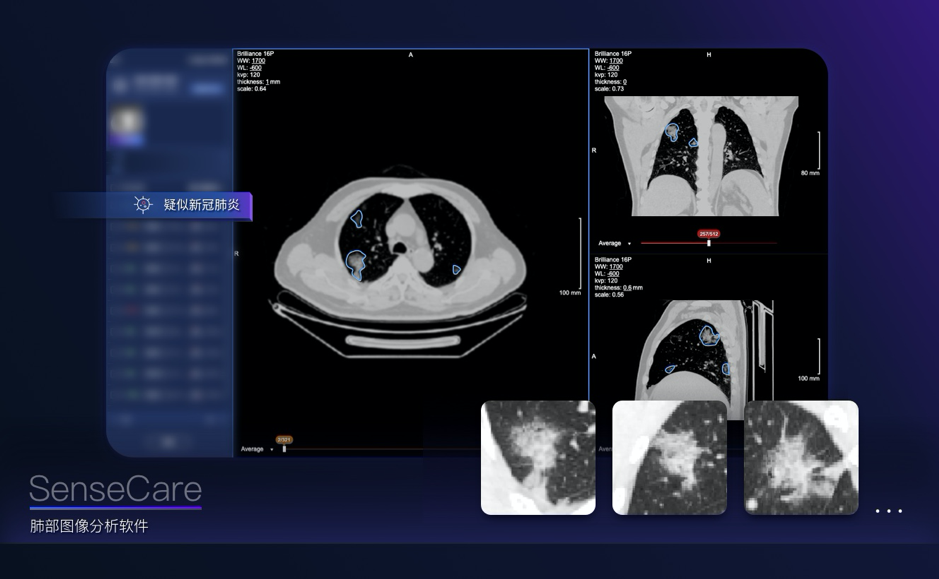 Brilliance 16P
WW: 1700
WL: -600
kvp: 120
thickness: 1 mm
scale: 0.64
A
R
100 mm
Average
Brilliance 16P
WW: 1700
WL: -600
kvp: 120
thickness: 0
scale: 0.73
H
R
80 mm
257/512
Average
Brilliance 16P
WW: 1700
WL: -600
kvp: 120
thickness: 0.6 mm
scale: 0.56
H
A
100 mm
疑似新冠肺炎
SenseCare
肺部图像分析软件